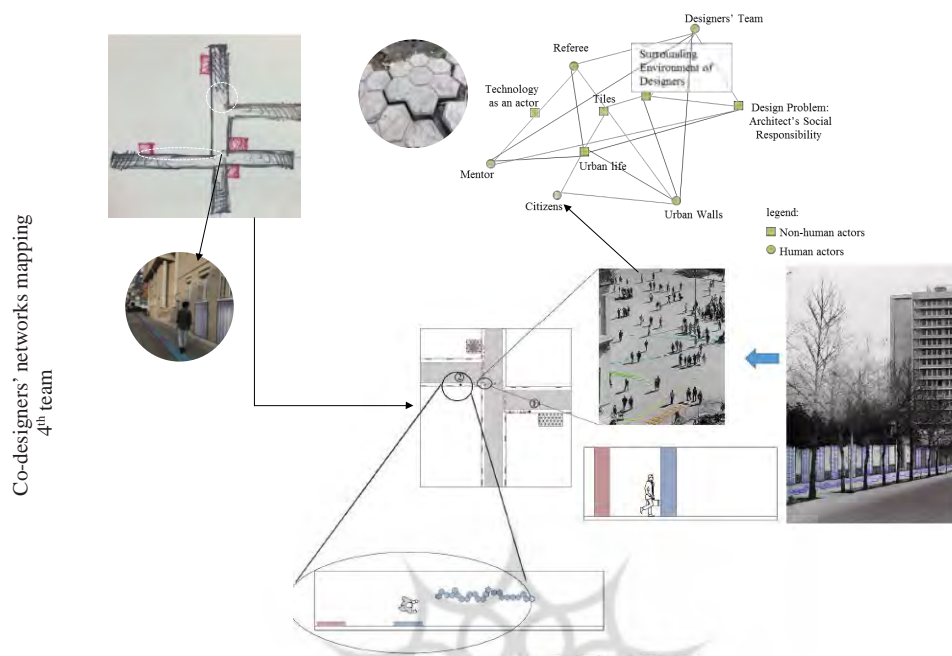 Co-designers' networks mapping
4th team
Designers' Team
Referee
Surrounding
Environment of
Designers
Technology
as an actor
Tiles
Design Problem:
Architect's Social
Responsibility
Mentor
Urban life
Citizens
Urban Walls
legend:
Non-human actors
Human actors